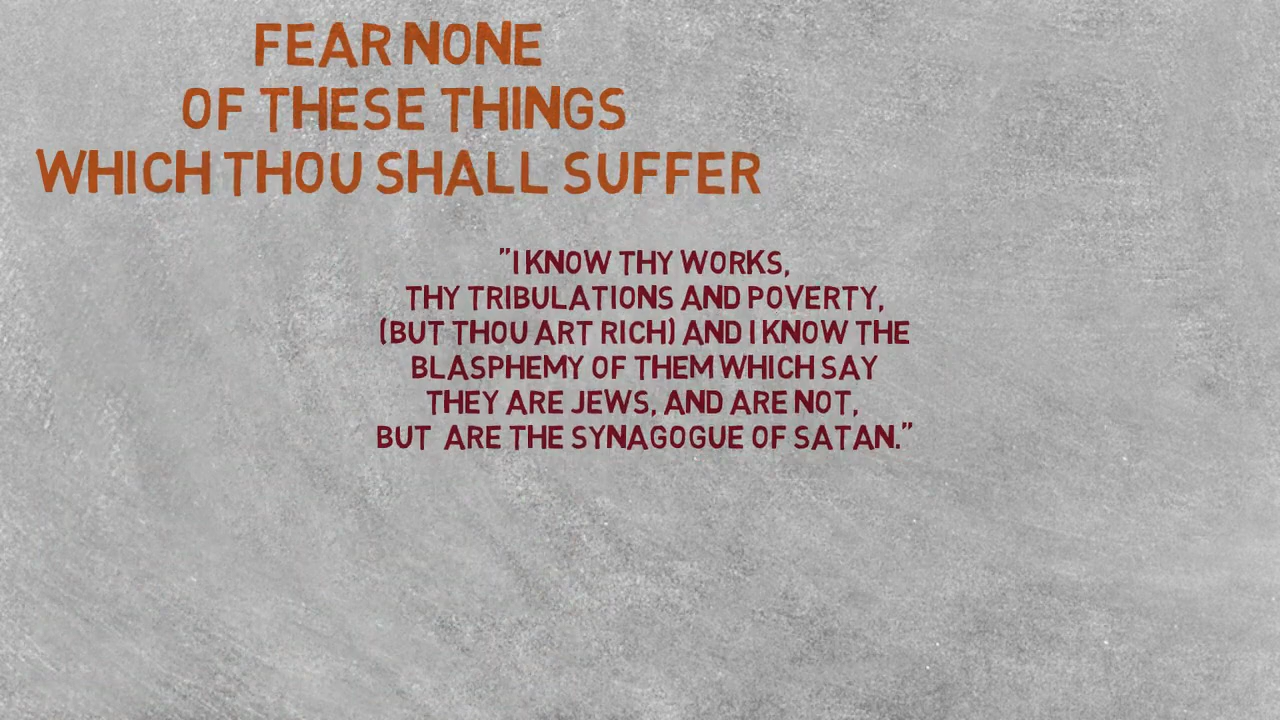 FEAR NONE
OF THESE THINGS
WHICH THOU SHALL SUFFER
"I KNOW THY WORKS,
THY TRIBULATIONS AND POVERTY,
(BUT THOU ART RICH) AND I KNOW THE
BLASPHEMY OF THEM WHICH SAY
THEY ARE JEWS, AND ARE NOT,
BUT ARE THE SYNAGOGUE OF SATAN."